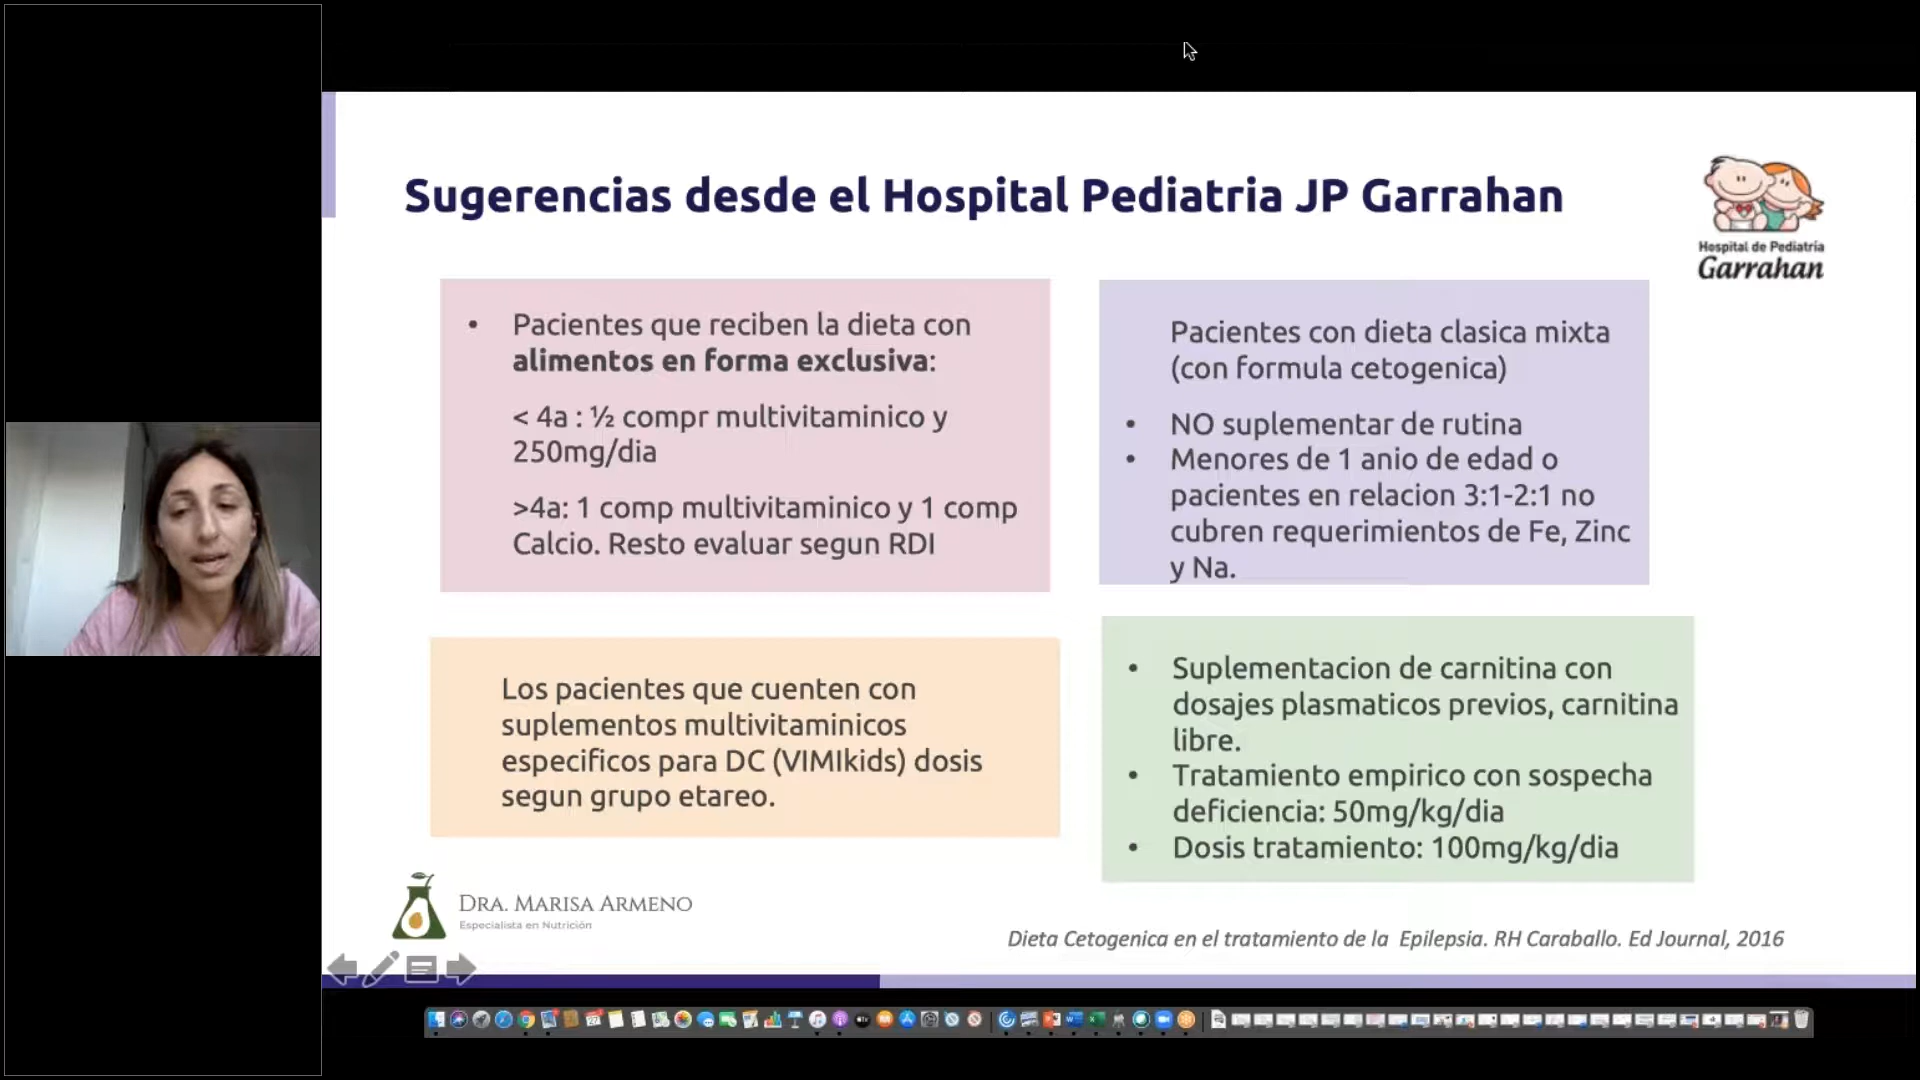 Sugerencias desde el Hospital Pediatria JP Garrahan
Hospital de Pediatría
Garrahan
• Pacientes que reciben la dieta con
alimentos en forma exclusiva:
< 4a : ½ compr multivitaminico y
250mg/dia
>4a: 1 comp multivitaminico y 1 comp
Calcio. Resto evaluar segun RDI
Pacientes con dieta clasica mixta
(con formula cetogenica)
• NO suplementar de rutina
• Menores de 1 anio de edad o
pacientes en relacion 3:1-2:1 no
cubren requerimientos de Fe, Zinc
y Na.
Los pacientes que cuenten con
suplementos multivitaminicos
especificos para DC (VIMIkids) dosis
segun grupo etareo.
• Suplementacion de carnitina con
dosajes plasmaticos previos, carnitina
libre.
• Tratamiento empirico con sospecha
deficiencia: 50mg/kg/dia
• Dosis tratamiento: 100mg/kg/dia
DRA. MARISA ARMENO
Especialista en Nutrición
Dieta Cetogenica en el tratamiento de la Epilepsia. RH Caraballo. Ed Journal, 2016